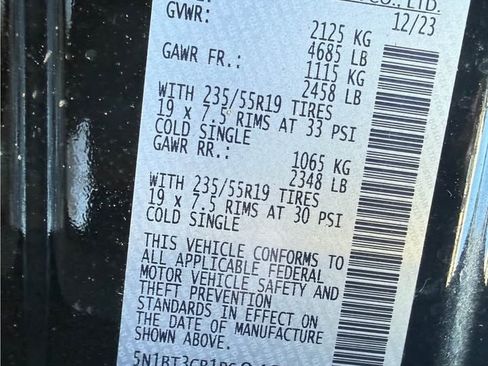 CO., LTD.
12/23
GVWR: 2125 KG
4685 LB
GAWR FR.: 1115 KG
2458 LB
WITH 235/55R19 TIRES
19 x 7.5 RIMS AT 33 PSI
COLD SINGLE
GAWR RR.: 1065 KG
2348 LB
WITH 235/55R19 TIRES
19 x 7.5 RIMS AT 30 PSI
COLD SINGLE
THIS VEHICLE CONFORMS TO
ALL APPLICABLE FEDERAL
MOTOR VEHICLE SAFETY AND
THEFT PREVENTION
STANDARDS IN EFFECT ON
THE DATE OF MANUFACTURE
SHOWN ABOVE.